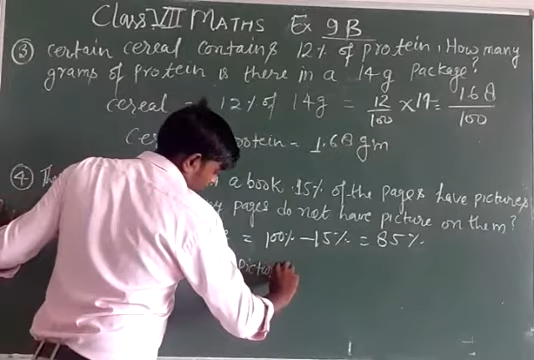 Class VII MATHS Ex 9B
③ certain cereal contains 12% of protein. How many
grams of protein is there in a 14g package?
cereal = 12% of 14g = 12/100 × 14 = 1.68/100
protein = 1.68 gm
④ a book 15% of the pages have pictures
pages do not have picture on them?
= 100% - 15% = 85%.